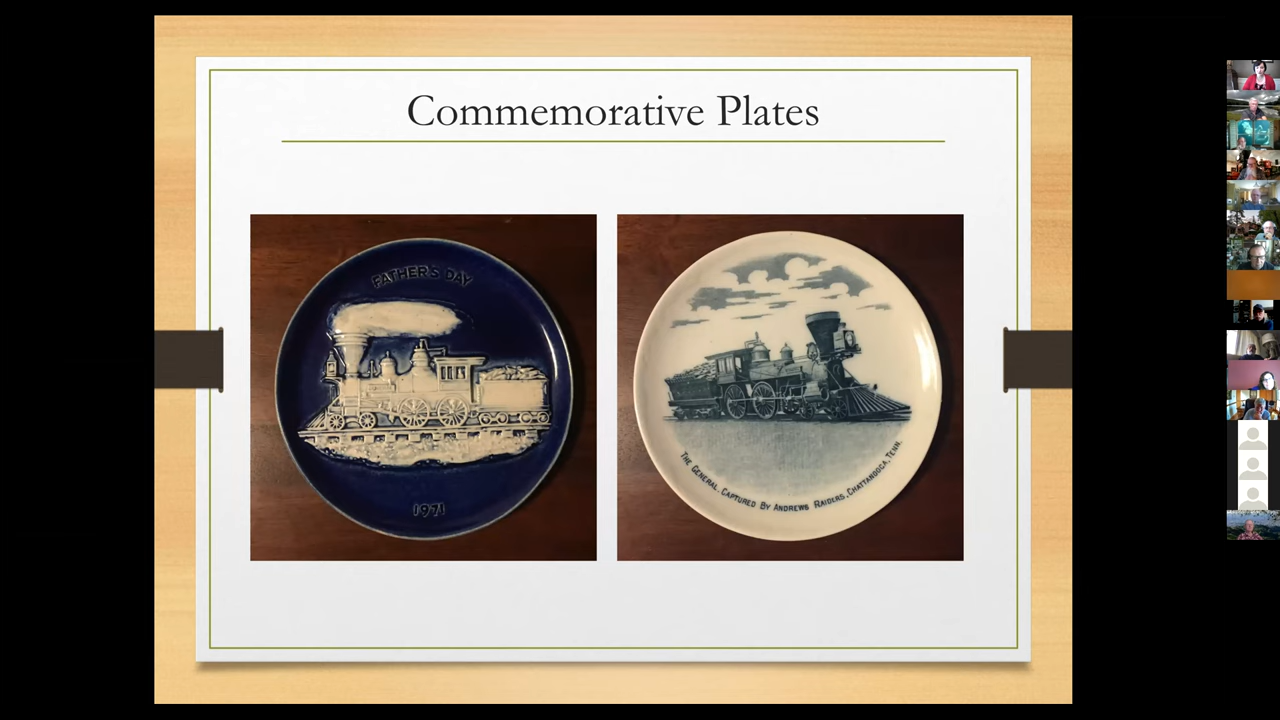 Commemorative Plates
FATHER'S DAY
1971
THE GENERAL, CAPTURED BY ANDREWS RAIDERS, CHATTANOOGA, TENN.